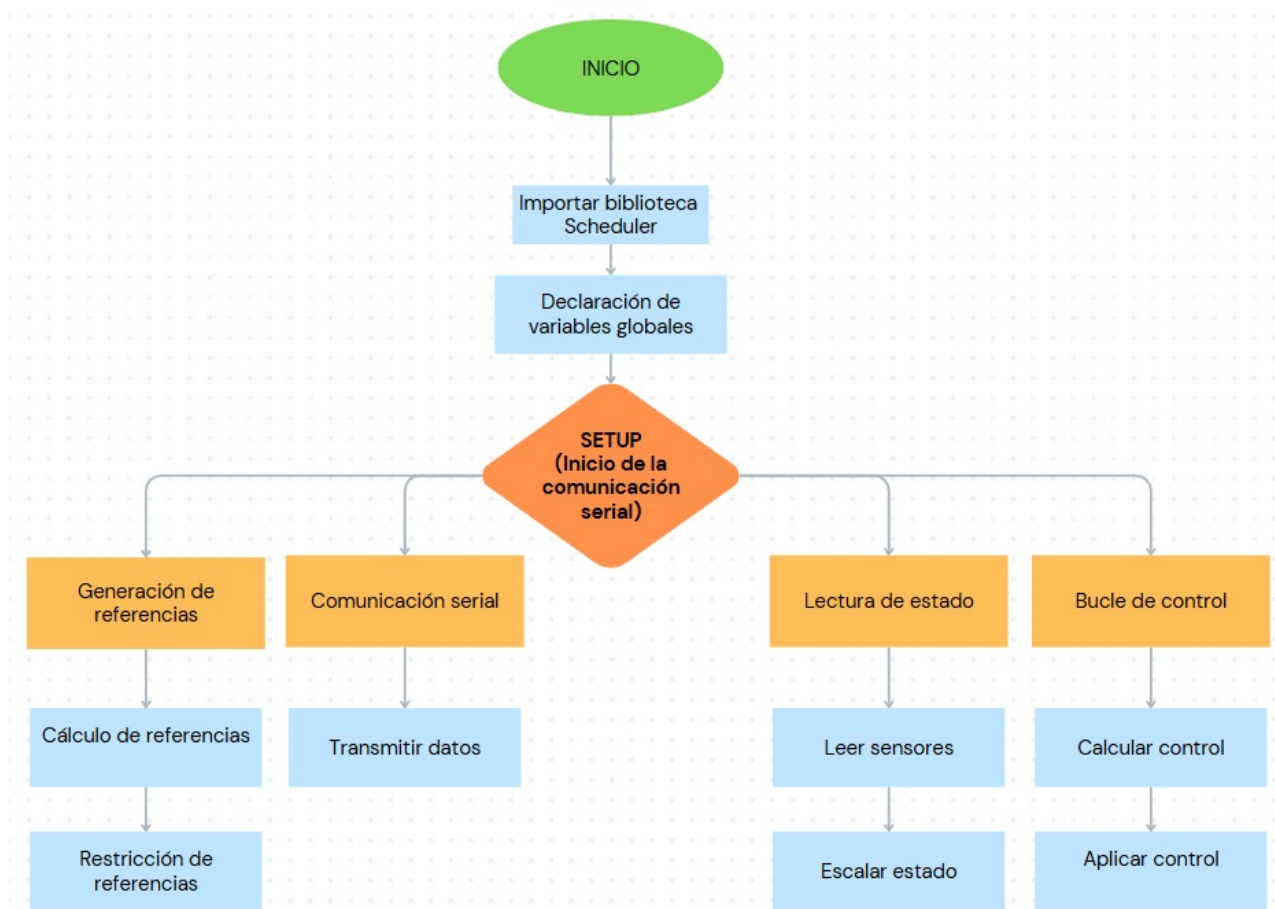 INICIO
Importar biblioteca
Scheduler
Declaración de
variables globales
SETUP
(Inicio de la
comunicación
serial)
Generación de
referencias
Comunicación serial
Lectura de estado
Bucle de control
Cálculo de referencias
Transmitir datos
Leer sensores
Calcular control
Restricción de
referencias
Escalar estado
Aplicar control